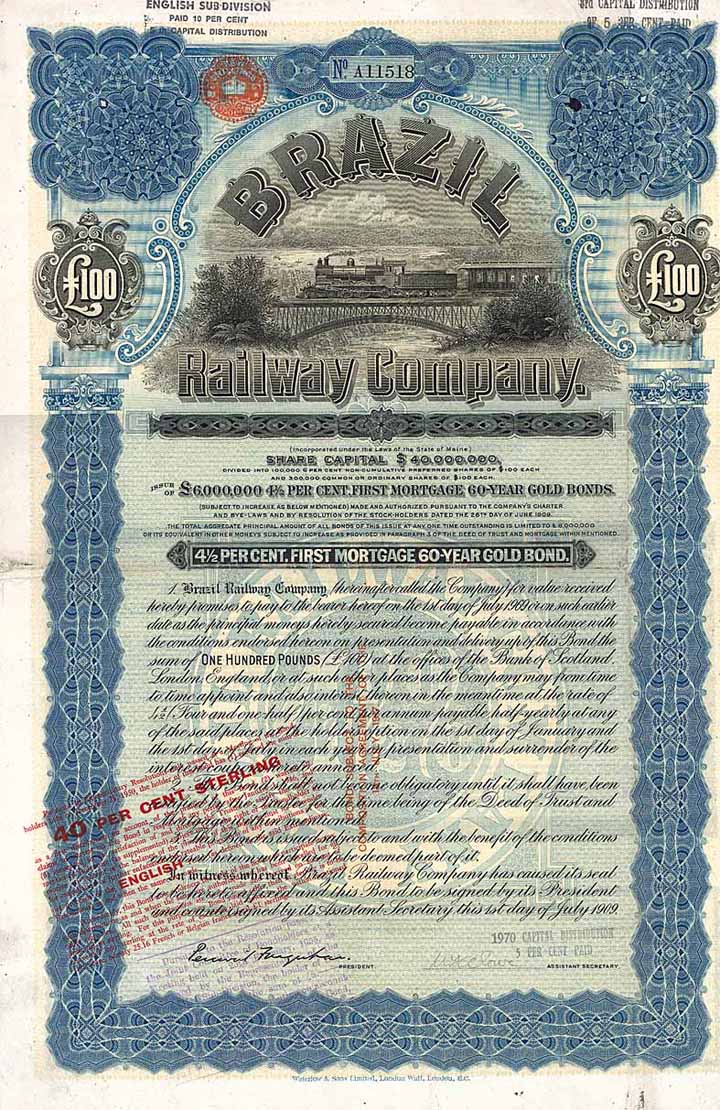 ENGLISH SUB DIVISION
PAID 10 PER CENT
CAPITAL DISTRIBUTION
3rd CAPITAL DISTRIBUTION
OF 5 PER CENT PAID
No. A11518
BRAZIL
£100
£100
Railway Company.
(Incorporated under the Laws of the State of Maine)
SHARE CAPITAL $40,000,000,
DIVIDED INTO 100,000 6 PER CENT NON-CUMULATIVE PREFERRED SHARES OF $100 EACH
AND 300,000 COMMON OR ORDINARY SHARES OF $100 EACH.
ISSUE OF £6,000,000 4½ PER CENT. FIRST MORTGAGE 60-YEAR GOLD BONDS.
(SUBJECT TO INCREASE AS BELOW MENTIONED) MADE AND AUTHORIZED PURSUANT TO THE COMPANY'S CHARTER
AND BYE-LAWS AND BY RESOLUTION OF THE STOCK-HOLDERS DATED THE 26TH DAY OF JUNE 1909.
THE TOTAL AGGREGATE PRINCIPAL AMOUNT OF ALL BONDS OF THIS ISSUE AT ANY ONE TIME OUTSTANDING IS LIMITED TO £6,000,000
OR ITS EQUIVALENT IN OTHER MONEYS SUBJECT TO INCREASE AS PROVIDED IN PARAGRAPH 3 OF THE DEED OF TRUST AND MORTGAGE WITHIN MENTIONED.
4½ PER CENT. FIRST MORTGAGE 60-YEAR GOLD BOND.
1. Brazil Railway Company, (hereinafter called the Company) for value received
hereby promises to pay to the bearer hereof on the 1st day of July 1969 or on such earlier
date as the principal moneys hereby secured become payable in accordance with
the conditions endorsed hereon on presentation and delivery up of this Bond, the
sum of ONE HUNDRED POUNDS (£100) at the offices of the Bank of Scotland,
London, England, or at such other places as the Company may from time
to time appoint and also interest thereon in the meantime at the rate of
4½ (Four and one half) per cent per annum payable half-yearly at any
of the said places at the holder's option on the 1st day of January and
the 1st day of July in each year on presentation and surrender of the
interest coupons hereto annexed.
This Bond shall not become obligatory until it shall have been
certified by the Trustee for the time being of the Deed of Trust and
Mortgage within mentioned.
3. This Bond is issued subject to and with the benefit of the conditions
endorsed hereon which are to be deemed part of it.
In witness whereof Brazil Railway Company has caused its seal
to be hereto affixed and this Bond to be signed by its President
and countersigned by its Assistant Secretary this 1st day of July 1909.
40 PER CENT STERLING
ENGLISH
BOND SUBJECT TO THE
1970 CAPITAL DISTRIBUTION
5 PER CENT PAID
PRESIDENT.
ASSISTANT SECRETARY.
Waterlow & Sons Limited, London Wall, London, E.C.